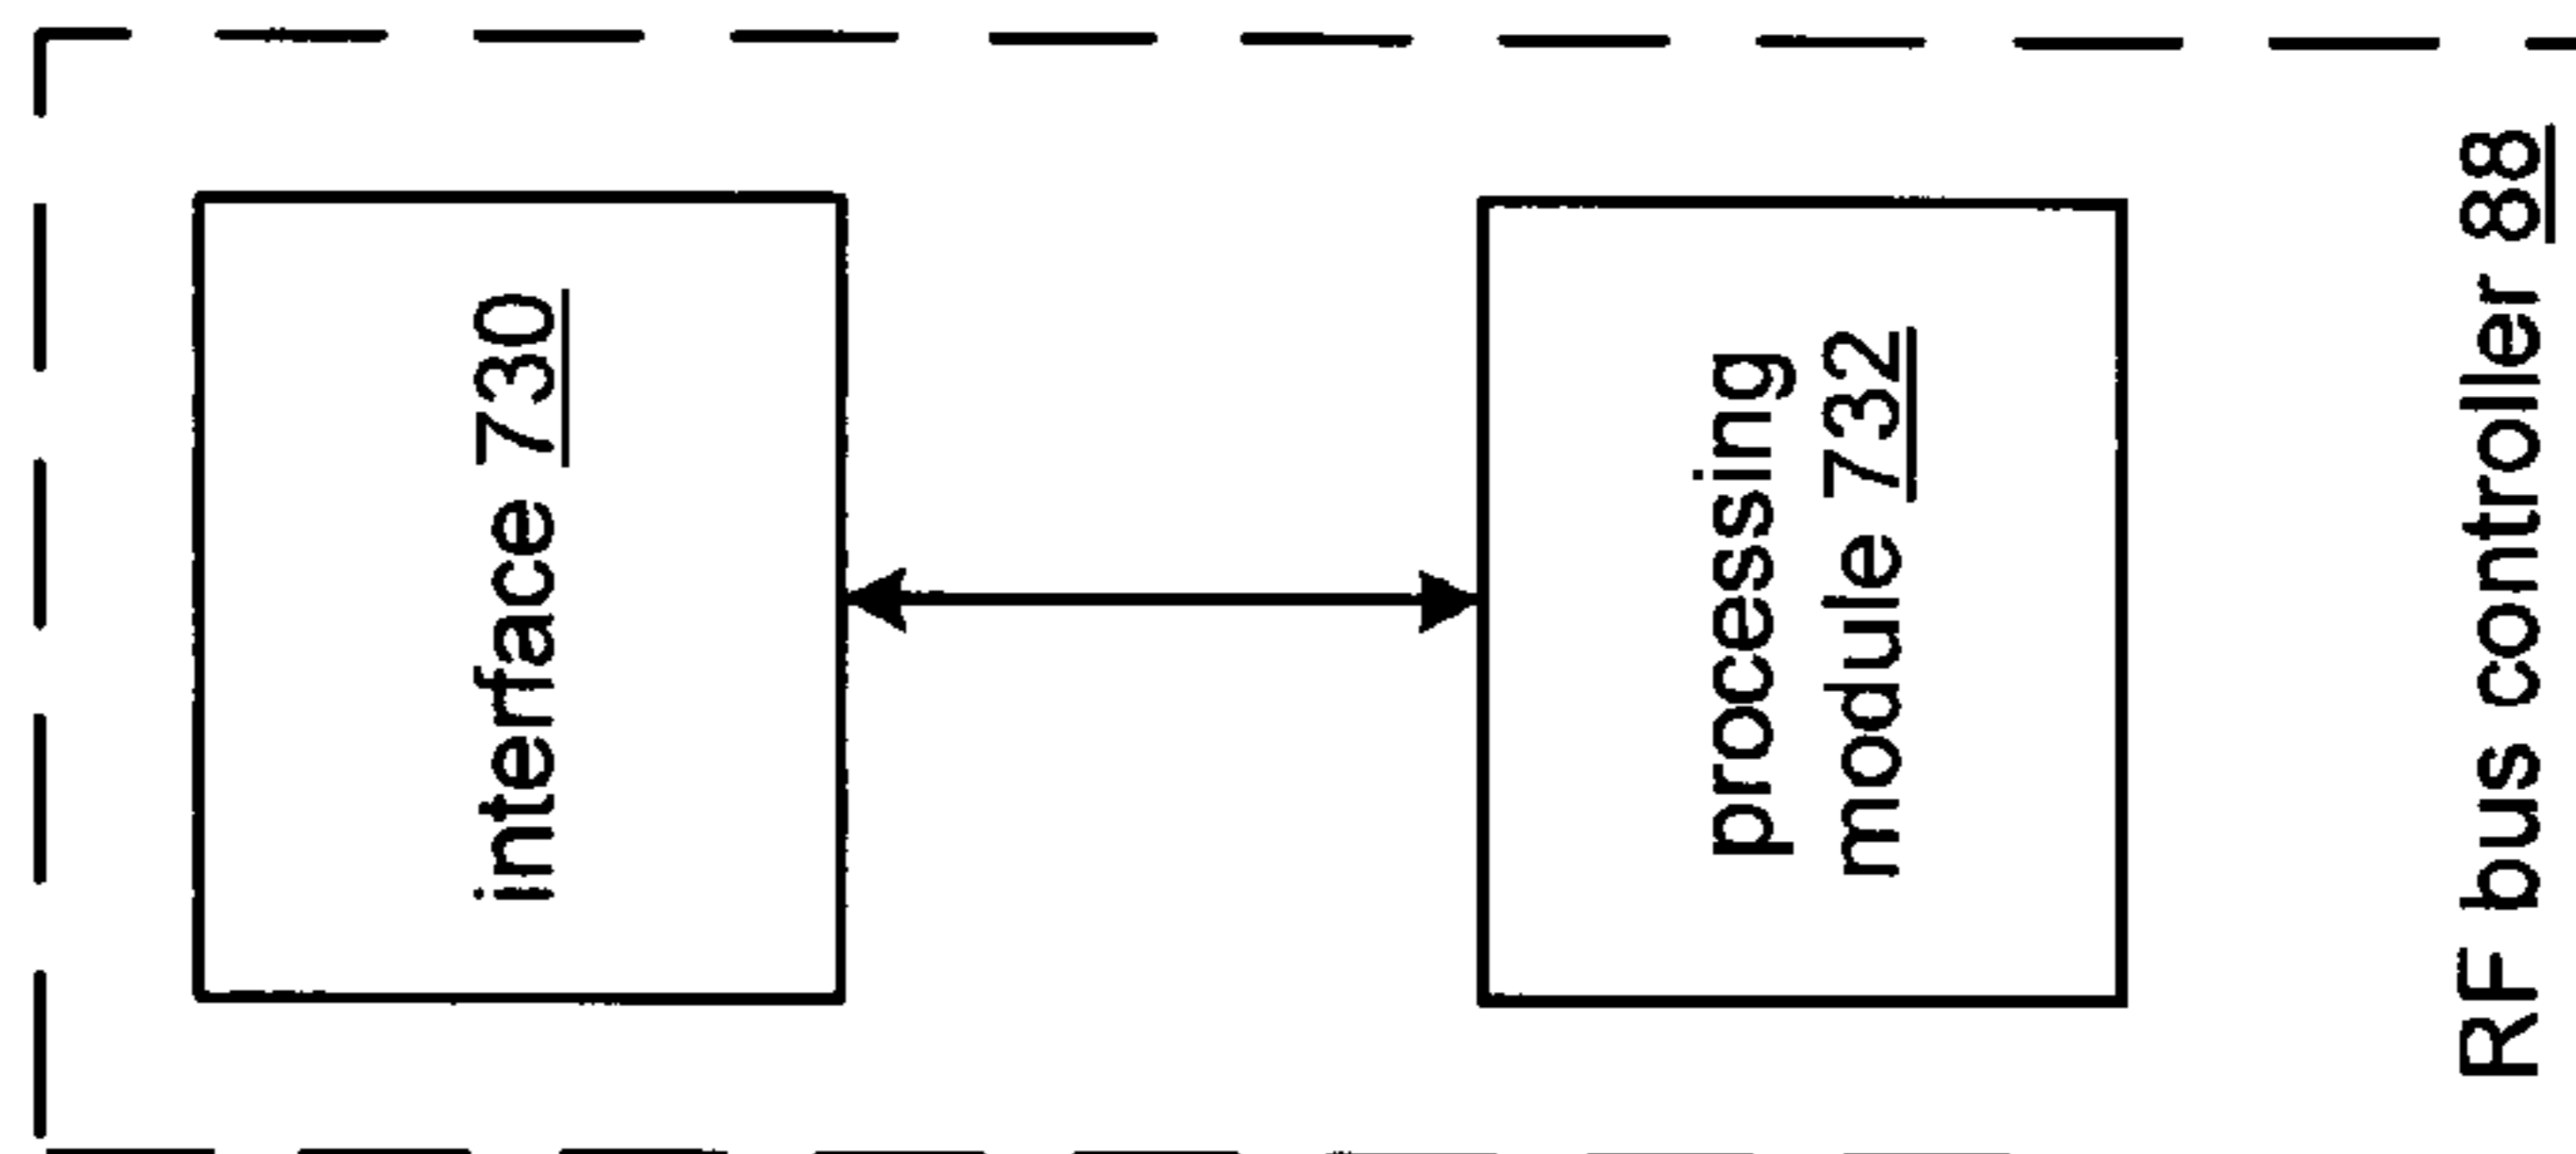 interface 730
processing
module 732
RF bus controller 88